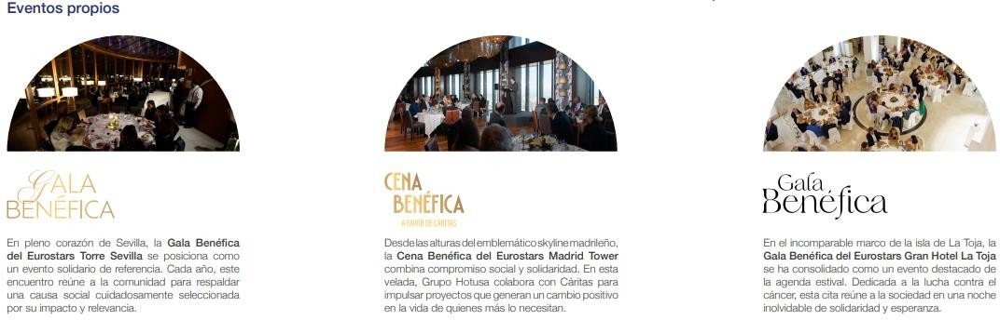 Eventos propios
GALA
BENÉFICA
En pleno corazón de Sevilla, la Gala Benéfica
del Eurostars Torre Sevilla se posiciona como
un evento solidario de referencia. Cada año, este
encuentro reúne a la comunidad para respaldar
una causa social cuidadosamente seleccionada
por su impacto y relevancia.
CENA
BENÉFICA
A FAVOR DE CÁRITAS
Desde las alturas del emblemático skyline madrileño,
la Cena Benéfica del Eurostars Madrid Tower
combina compromiso social y solidaridad. En esta
velada, Grupo Hotusa colabora con Cáritas para
impulsar proyectos que generan un cambio positivo
en la vida de quienes más lo necesitan.
Gala
Benéfica
En el incomparable marco de la isla de La Toja, la
Gala Benéfica del Eurostars Gran Hotel La Toja
se ha consolidado como un evento destacado de
la agenda estival. Dedicada a la lucha contra el
cáncer, esta cita reúne a la sociedad en una noche
inolvidable de solidaridad y esperanza.